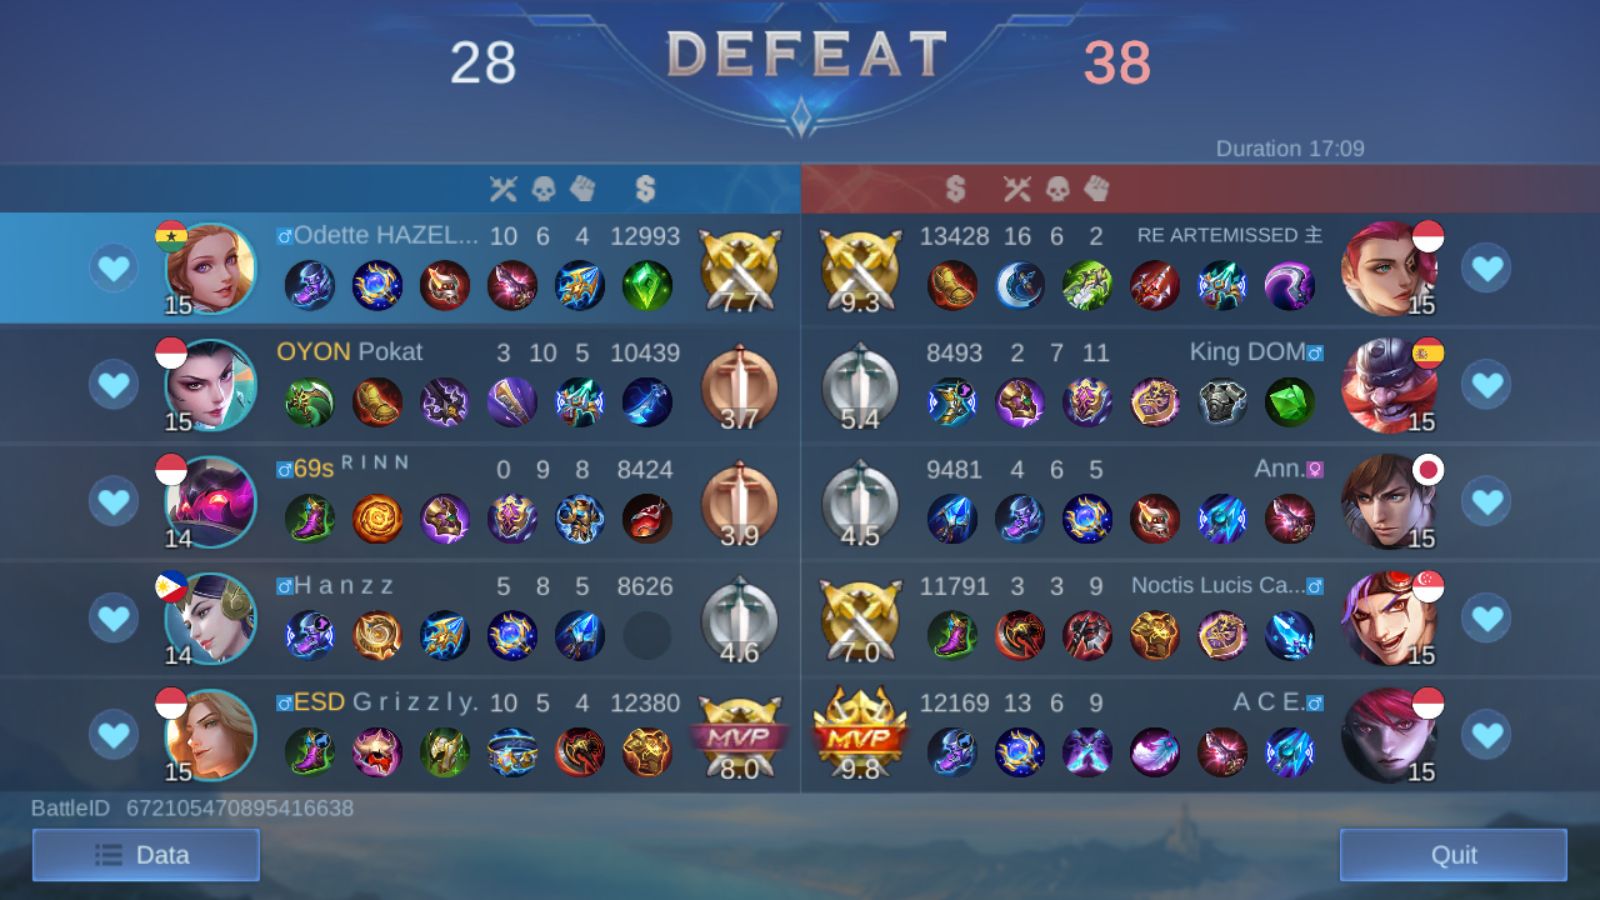 28 DEFEAT 38
Duration 17:09
Odette HAZEL... 10 6 4 12993
15 7.7
13428 16 6 2 RE ARTEMISSED 主
9.3 15
OYON Pokat 3 10 5 10439
15 3.7
8493 2 7 11 King DOM
5.4 15
69s ᴿ ᴵ ᴺ ᴺ 0 9 8 8424
14 3.9
9481 4 6 5 Ann.
4.5 15
H a n z z 5 8 5 8626
14 4.6
11791 3 3 9 Noctis Lucis Ca...
7.0 15
ESD G r i z z l y. 10 5 4 12380
15 MVP 8.0
12169 13 6 9 A C E.
MVP 9.8 15
BattleID 672105470895416638
Data Quit